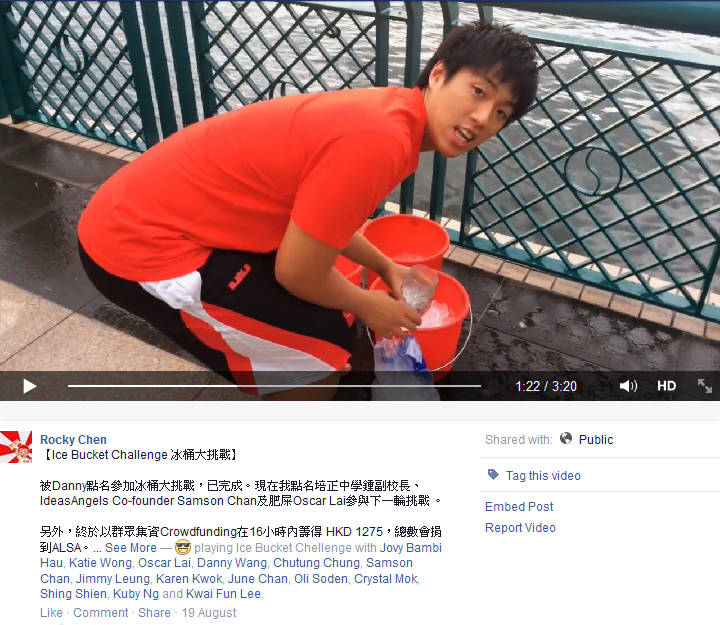 1:22 / 3:20
HD
Rocky Chen
【Ice Bucket Challenge 冰桶大挑戰】
被Danny點名參加冰桶大挑戰，已完成。現在我點名培正中學鍾副校長、
IdeasAngels Co-founder Samson Chan及肥屎Oscar Lai參與下一輪挑戰 。
另外，終於以群眾集資Crowdfunding在16小時內籌得 HKD 1275，總數會捐
到ALSA。... See More — playing Ice Bucket Chellenge with Jovy Bambi
Hau, Katie Wong, Oscar Lai, Danny Wang, Chutung Chung, Samson
Chan, Jimmy Leung, Karen Kwok, June Chan, Oli Soden, Crystal Mok,
Shing Shien, Kuby Ng and Kwai Fun Lee.
Like · Comment · Share · 19 August
Shared with: Public
Tag this video
Embed Post
Report Video